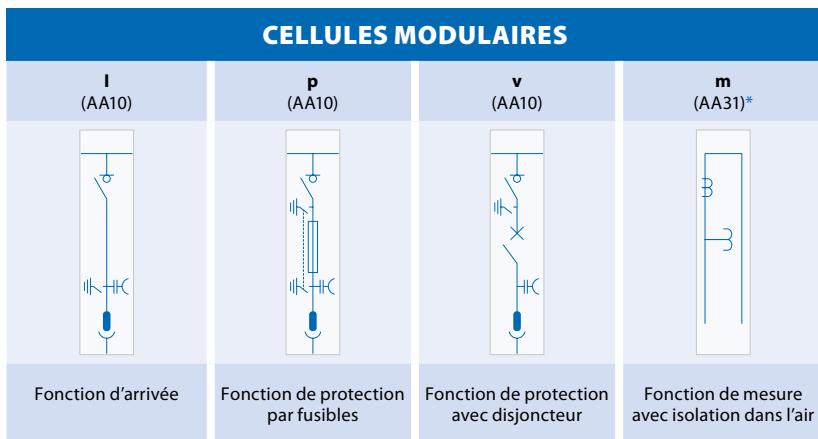 CELLULES MODULAIRES
l
(AA10)
p
(AA10)
v
(AA10)
m
(AA31)*
Fonction d'arrivée
Fonction de protection
par fusibles
Fonction de protection
avec disjoncteur
Fonction de mesure
avec isolation dans l'air